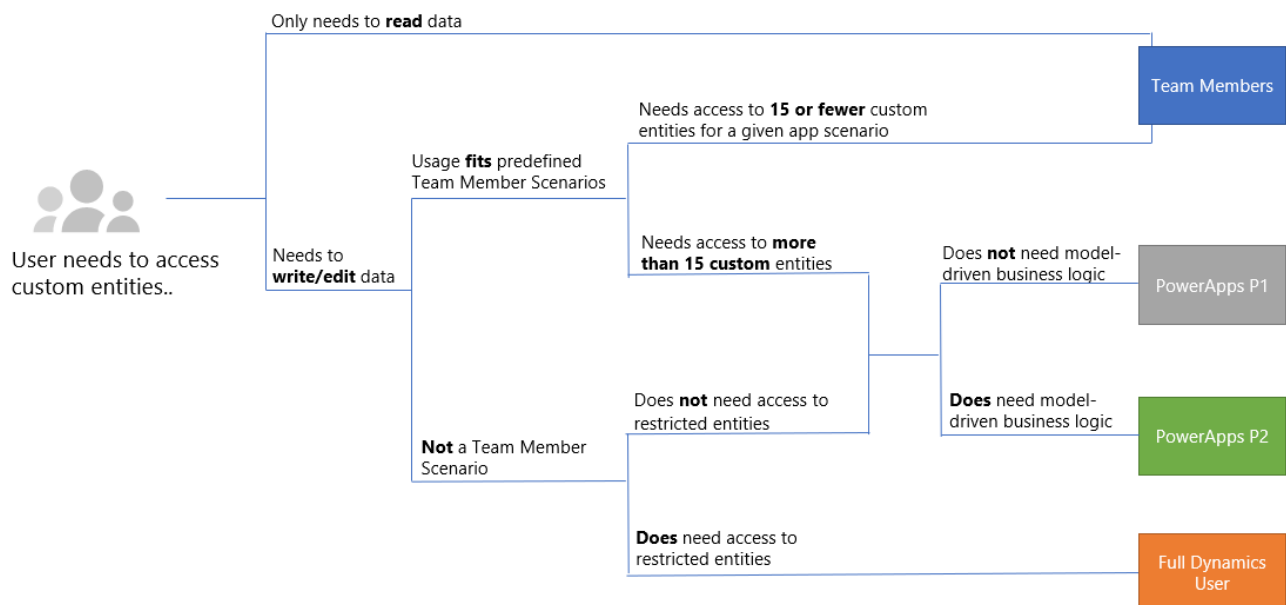 Only needs to read data
Team Members
Needs access to 15 or fewer custom
entities for a given app scenario
Usage fits predefined
Team Member Scenarios
User needs to access
custom entities..
Needs to
write/edit data
Needs access to more
than 15 custom entities
Does not need model-
driven business logic
PowerApps P1
Does not need access to
restricted entities
Does need model-
driven business logic
PowerApps P2
Not a Team Member
Scenario
Does need access to
restricted entities
Full Dynamics
User